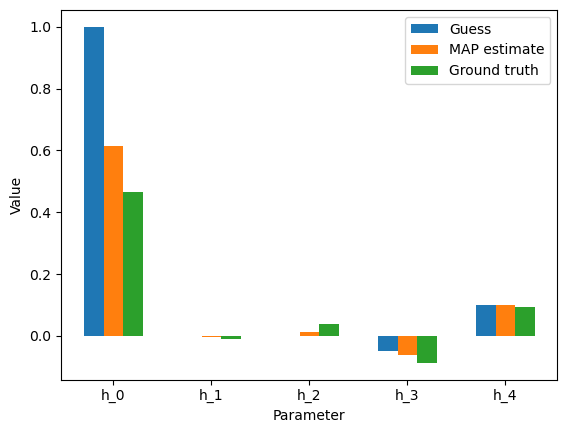 Guess
MAP estimate
Ground truth
1.0
0.8
0.6
0.4
0.2
0.0
Value
h_0 h_1 h_2 h_3 h_4
Parameter